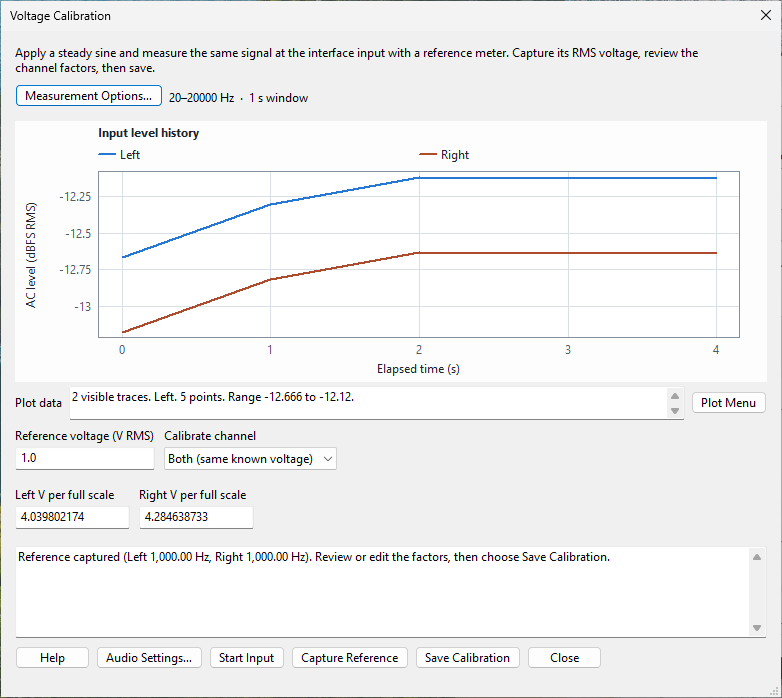 Voltage Calibration
Apply a steady sine and measure the same signal at the interface input with a reference meter. Capture its RMS voltage, review the
channel factors, then save.
Measurement Options... 20–20000 Hz · 1 s window
Input level history
Left Right
AC level (dBFS RMS)
-12.25
-12.5
-12.75
-13
0 1 2 3 4
Elapsed time (s)
Plot data 2 visible traces. Left. 5 points. Range -12.666 to -12.12. Plot Menu
Reference voltage (V RMS) Calibrate channel
1.0 Both (same known voltage)
Left V per full scale Right V per full scale
4.039802174 4.284638733
Reference captured (Left 1,000.00 Hz, Right 1,000.00 Hz). Review or edit the factors, then choose Save Calibration.
Help Audio Settings... Start Input Capture Reference Save Calibration Close